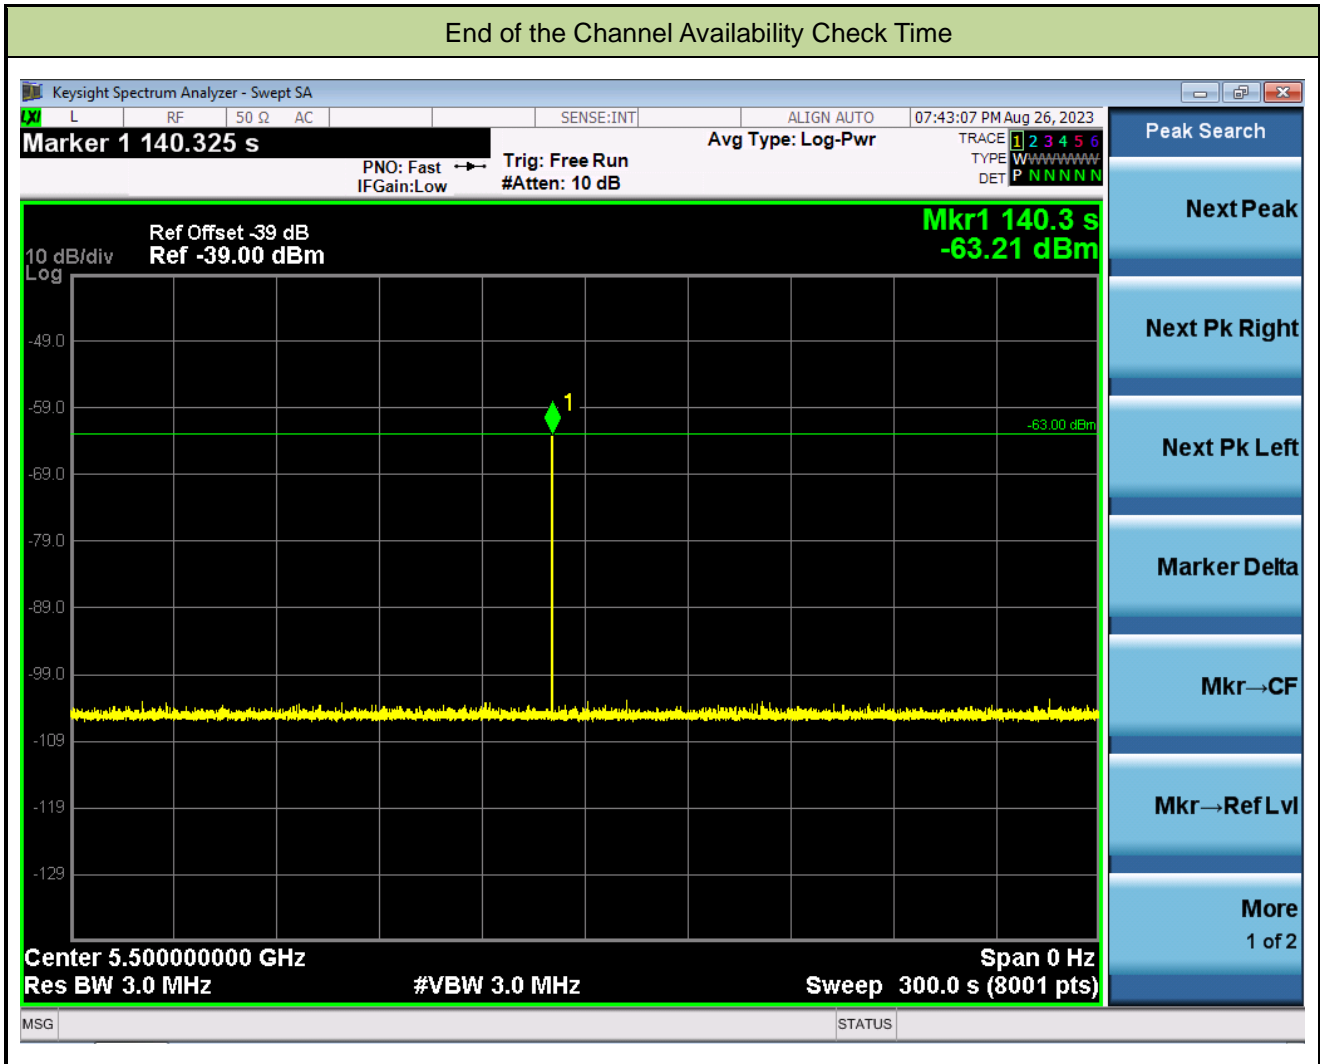 End of the Channel Availability Check Time
Keysight Spectrum Analyzer - Swept SA
LXI L RF 50 Ω AC SENSE:INT ALIGN AUTO 07:43:07 PM Aug 26, 2023
Marker 1 140.325 s
PNO: Fast
IFGain:Low
Trig: Free Run
#Atten: 10 dB
Avg Type: Log-Pwr
TRACE 1 2 3 4 5 6
TYPE WWWWWW
DET P N N N N N
Peak Search
Next Peak
Next Pk Right
Next Pk Left
Marker Delta
Mkr→CF
Mkr→Ref Lvl
More
1 of 2
Mkr1 140.3 s
-63.21 dBm
Ref Offset -39 dB
10 dB/div Ref -39.00 dBm
Log
-49.0
-59.0
1
-63.00 dBm
-69.0
-79.0
-89.0
-99.0
-109
-119
-129
Center 5.500000000 GHz Span 0 Hz
Res BW 3.0 MHz #VBW 3.0 MHz Sweep 300.0 s (8001 pts)
MSG STATUS